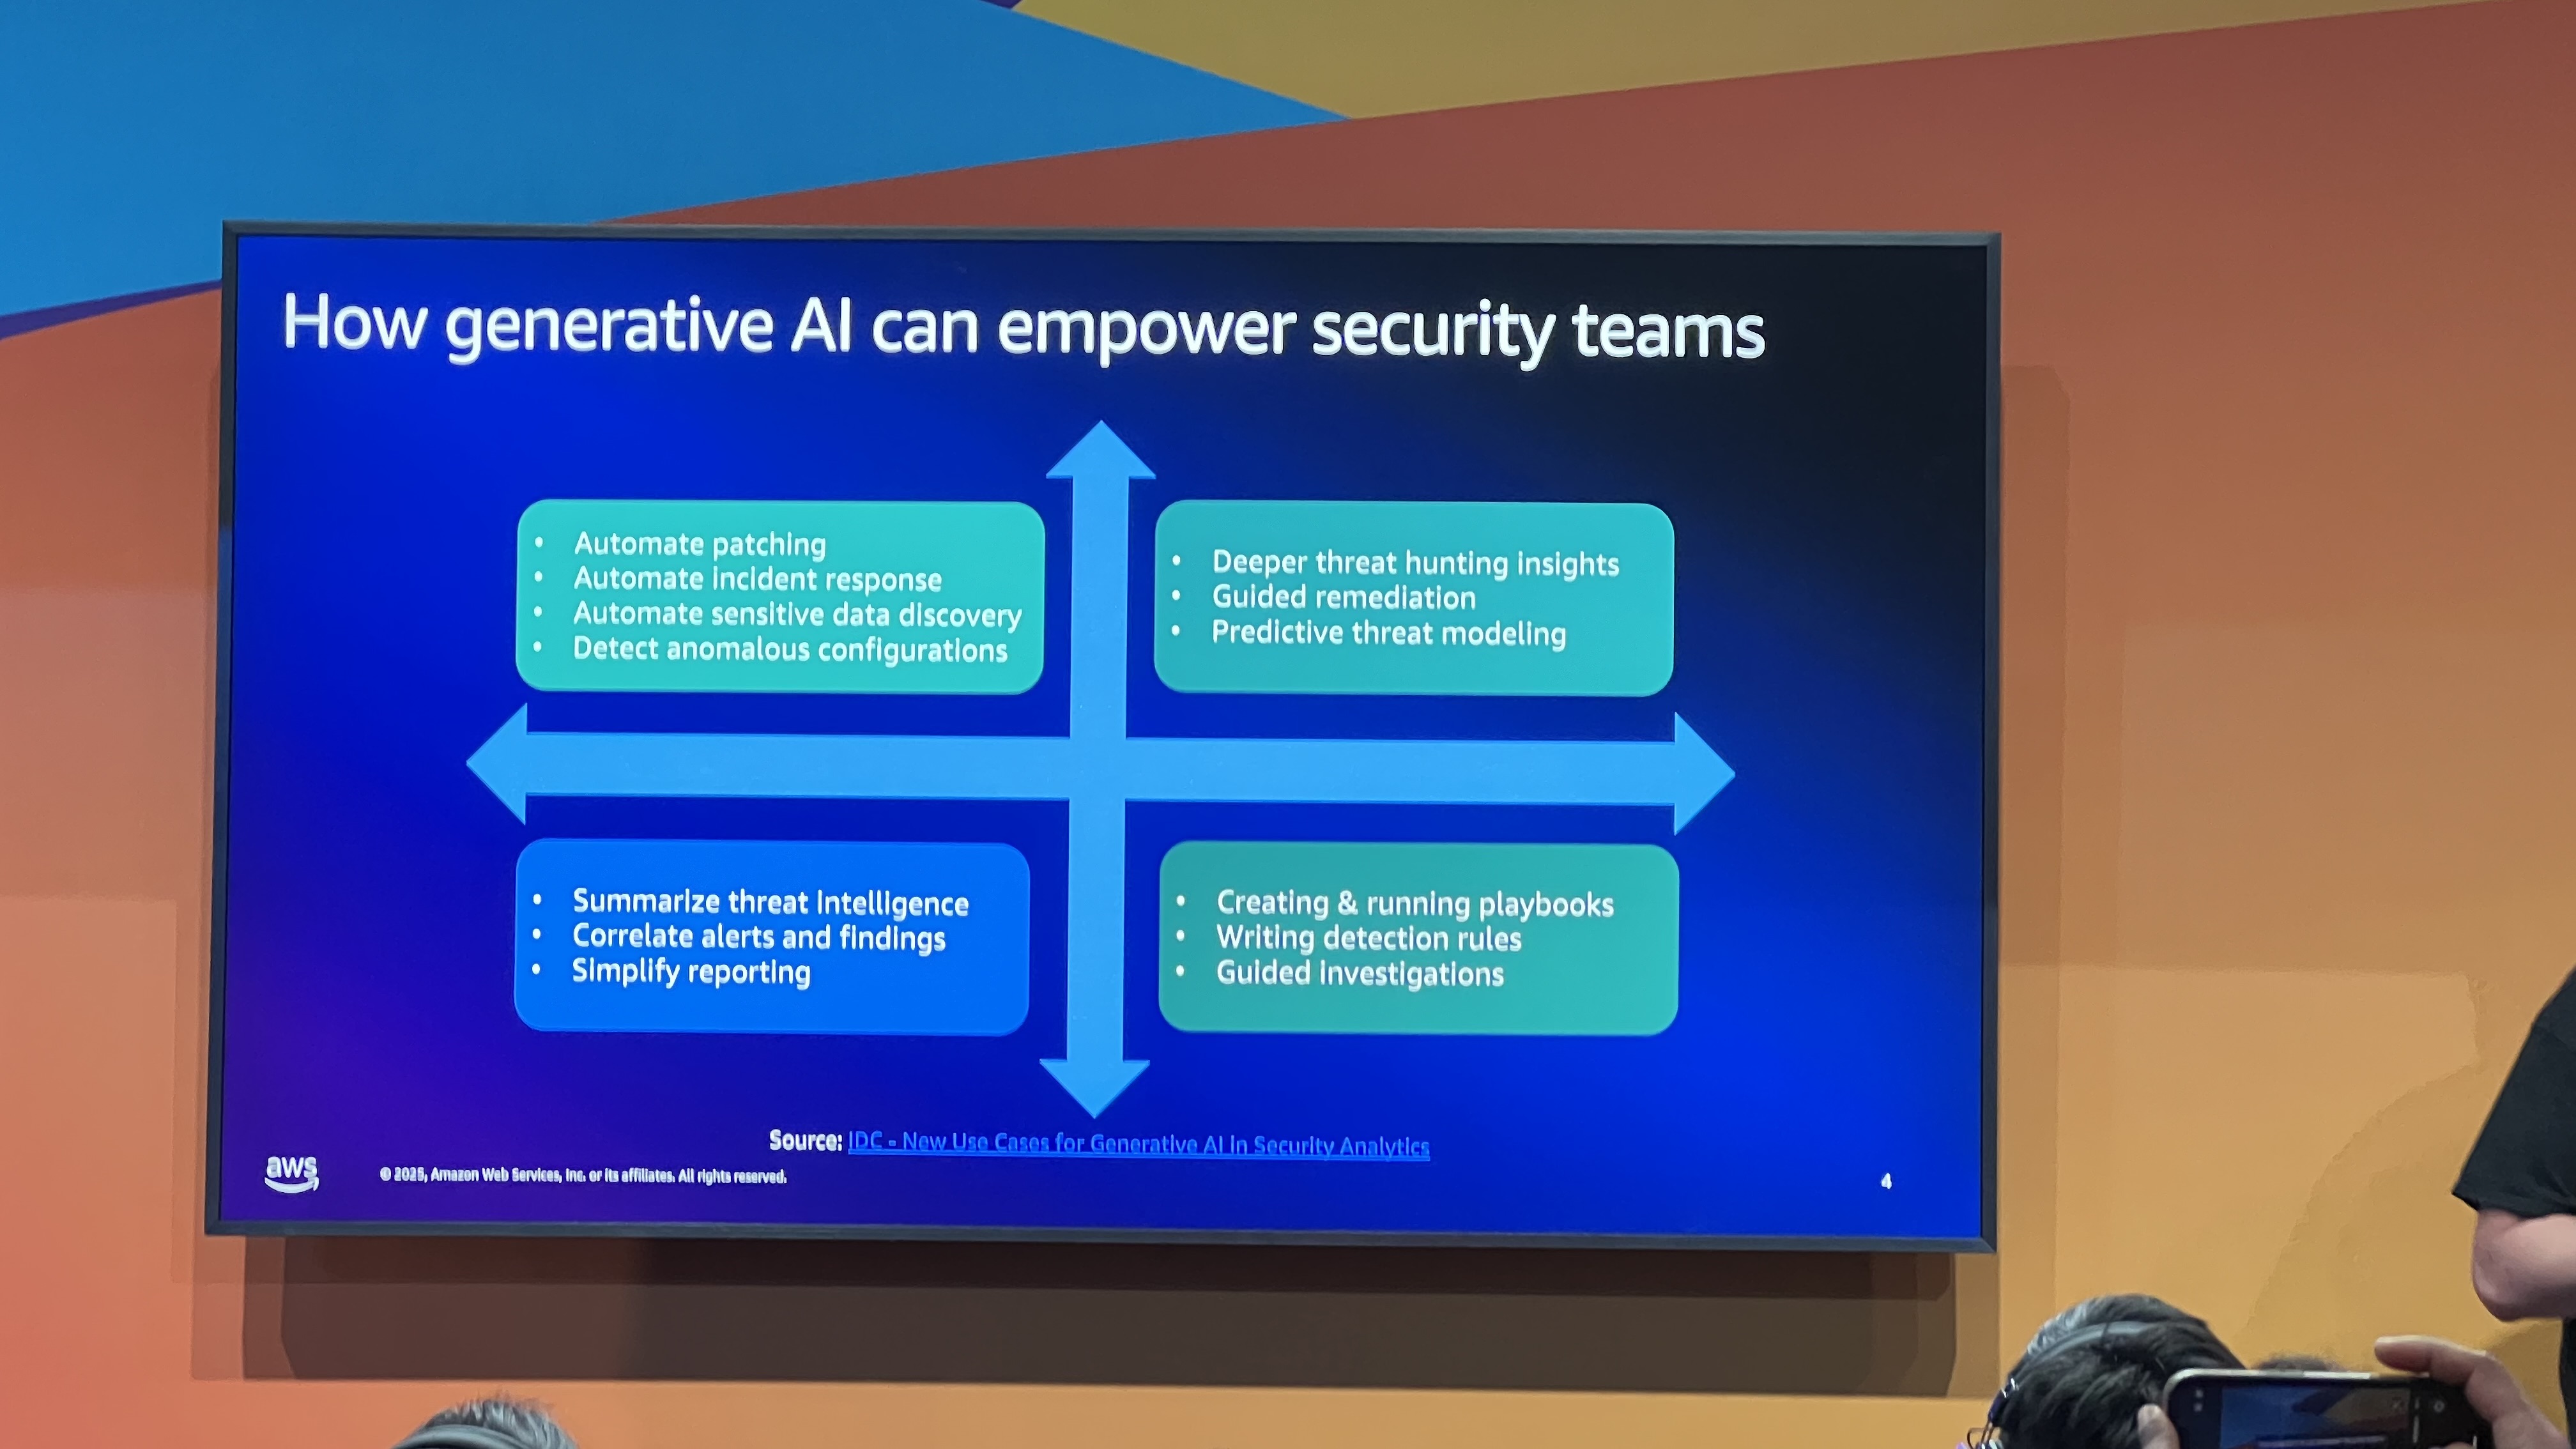 How generative AI can empower security teams
• Automate patching
• Automate incident response
• Automate sensitive data discovery
• Detect anomalous configurations
• Deeper threat hunting insights
• Guided remediation
• Predictive threat modeling
• Summarize threat intelligence
• Correlate alerts and findings
• Simplify reporting
• Creating & running playbooks
• Writing detection rules
• Guided investigations
Source: IDC - New Use Cases for Generative AI in Security Analytics
aws
© 2025, Amazon Web Services, Inc. or its affiliates. All rights reserved.
4